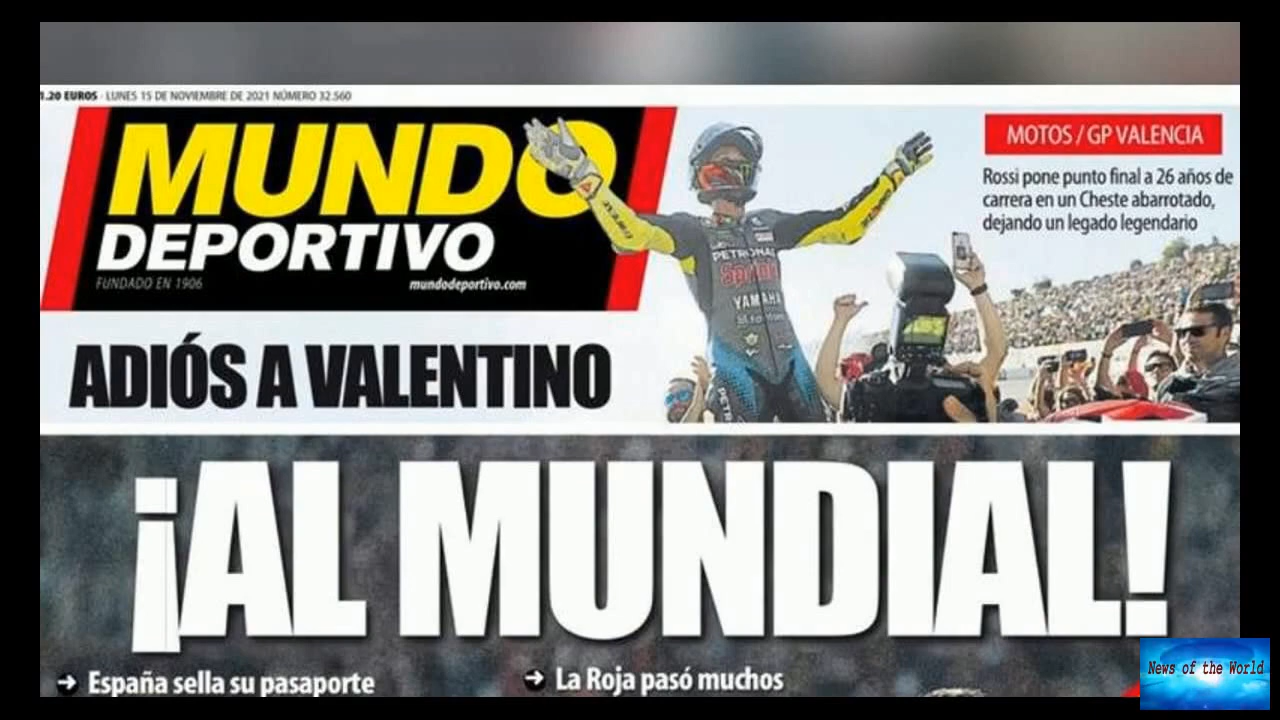 1.20 EUROS · LUNES 15 DE NOVIEMBRE DE 2021 NÚMERO 32.560
MUNDO
DEPORTIVO
FUNDADO EN 1906
mundodeportivo.com
MOTOS / GP VALENCIA
Rossi pone punto final a 26 años de
carrera en un Cheste abarrotado,
dejando un legado legendario
PETRONAS
YAMAHA
ADIÓS A VALENTINO
¡AL MUNDIAL!
España sella su pasaporte
La Roja pasó muchos
News of the World